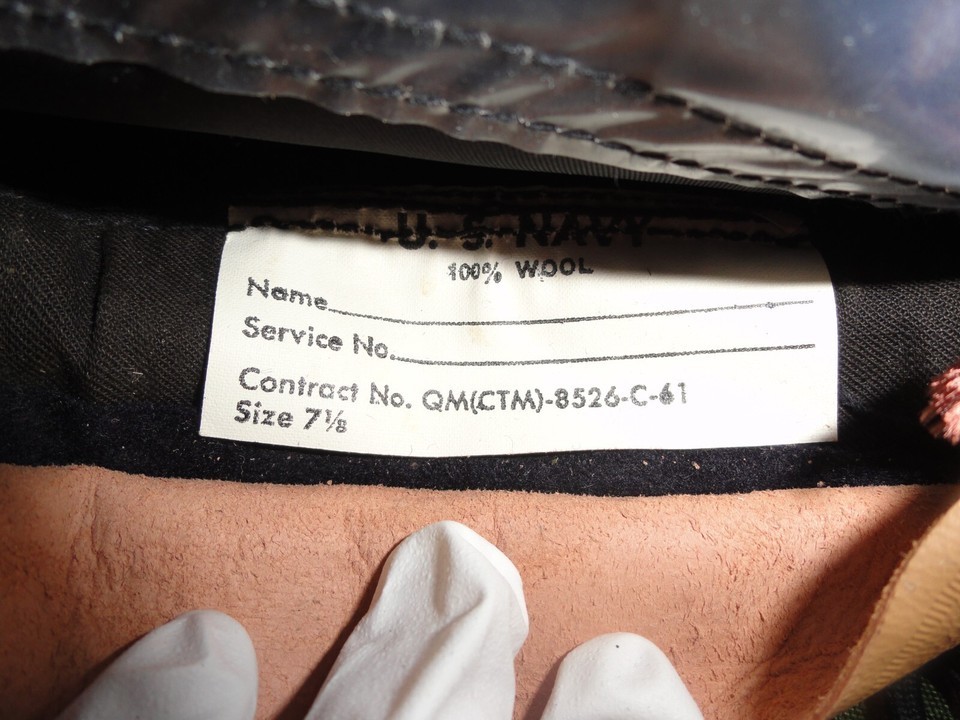 U. S. NAVY
100% WOOL
Name
Service No.
Contract No. QM(CTM)-8526-C-61
Size 7⅛